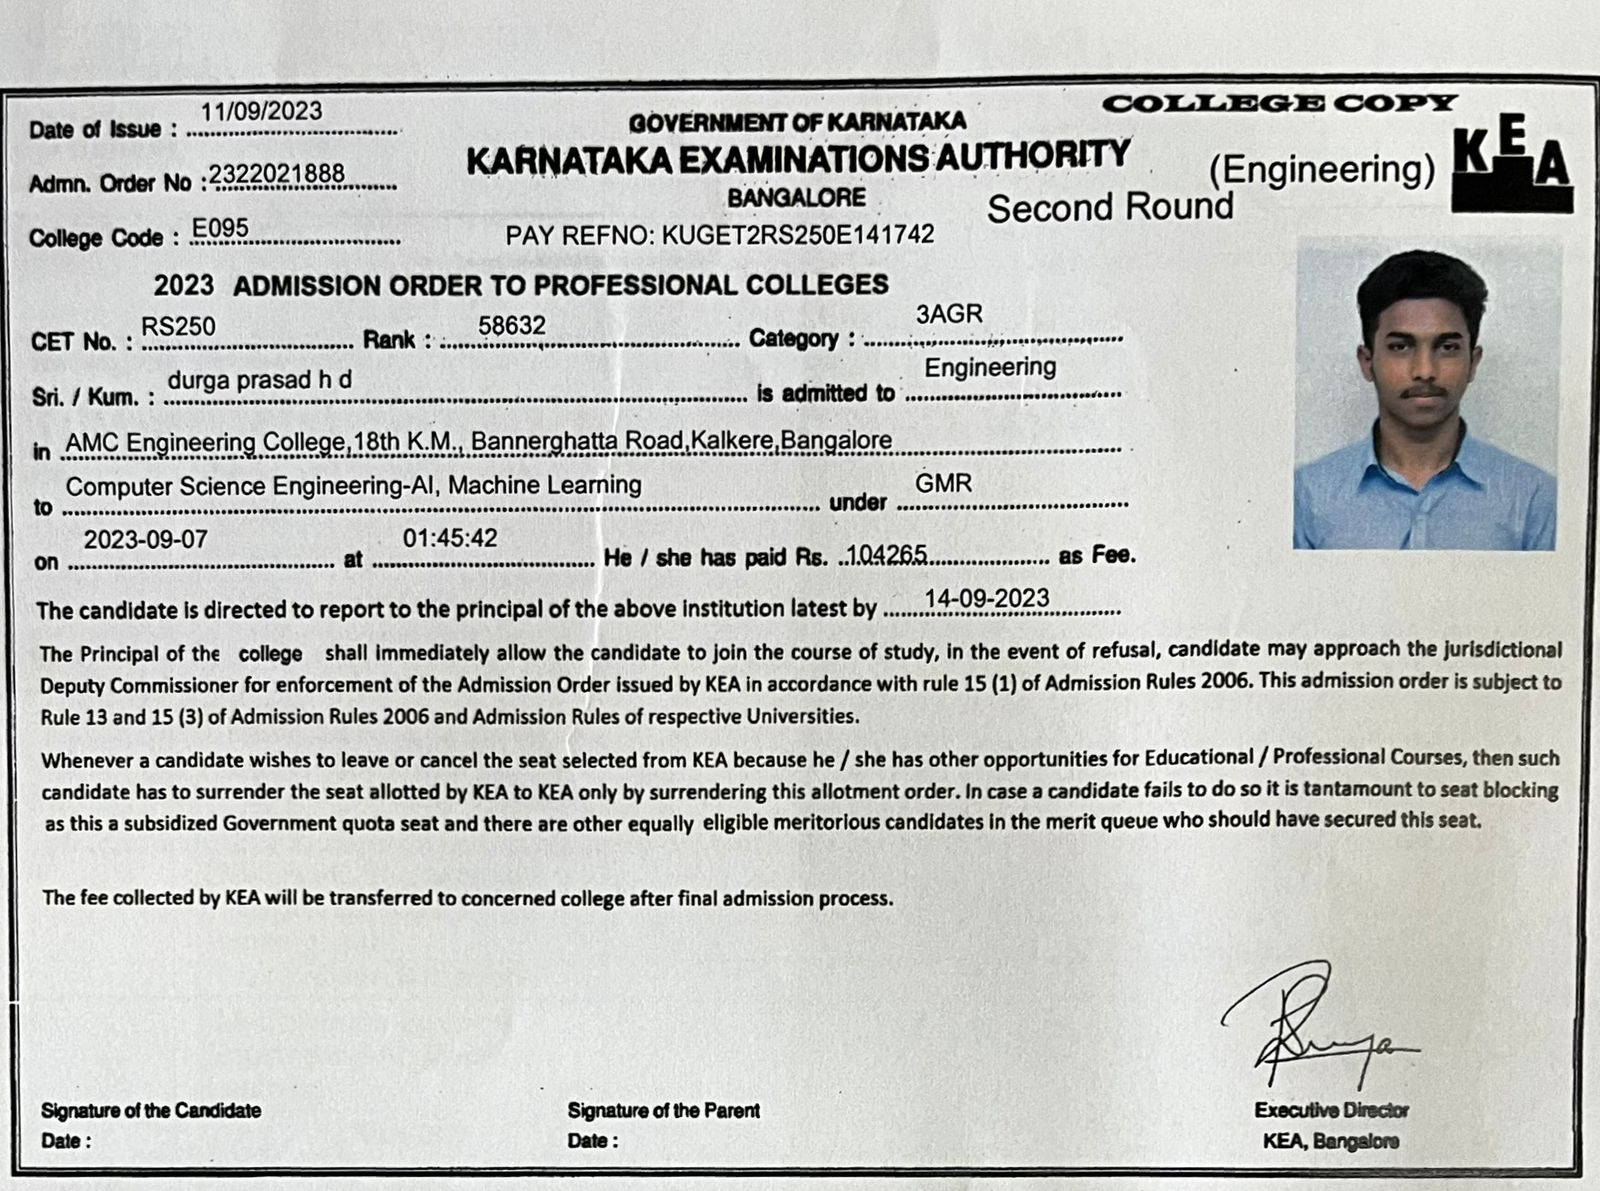 COLLEGE COPY
Date of Issue : 11/09/2023
GOVERNMENT OF KARNATAKA
KARNATAKA EXAMINATIONS AUTHORITY
(Engineering)
KEA
Admn. Order No : 2322021888
BANGALORE
Second Round
College Code : E095
PAY REFNO: KUGET2RS250E141742
2023 ADMISSION ORDER TO PROFESSIONAL COLLEGES
CET No. : RS250 Rank : 58632 Category : 3AGR
Sri. / Kum. : durga prasad h d is admitted to Engineering
in AMC Engineering College,18th K.M., Bannerghatta Road,Kalkere,Bangalore
to Computer Science Engineering-AI, Machine Learning under GMR
on 2023-09-07 at 01:45:42 He / she has paid Rs. 104265 as Fee.
The candidate is directed to report to the principal of the above institution latest by 14-09-2023
The Principal of the college shall immediately allow the candidate to join the course of study, in the event of refusal, candidate may approach the jurisdictional
Deputy Commissioner for enforcement of the Admission Order issued by KEA in accordance with rule 15 (1) of Admission Rules 2006. This admission order is subject to
Rule 13 and 15 (3) of Admission Rules 2006 and Admission Rules of respective Universities.
Whenever a candidate wishes to leave or cancel the seat selected from KEA because he / she has other opportunities for Educational / Professional Courses, then such
candidate has to surrender the seat allotted by KEA to KEA only by surrendering this allotment order. In case a candidate fails to do so it is tantamount to seat blocking
as this a subsidized Government quota seat and there are other equally eligible meritorious candidates in the merit queue who should have secured this seat.
The fee collected by KEA will be transferred to concerned college after final admission process.
Signature of the Candidate
Date :
Signature of the Parent
Date :
Executive Director
KEA, Bangalore